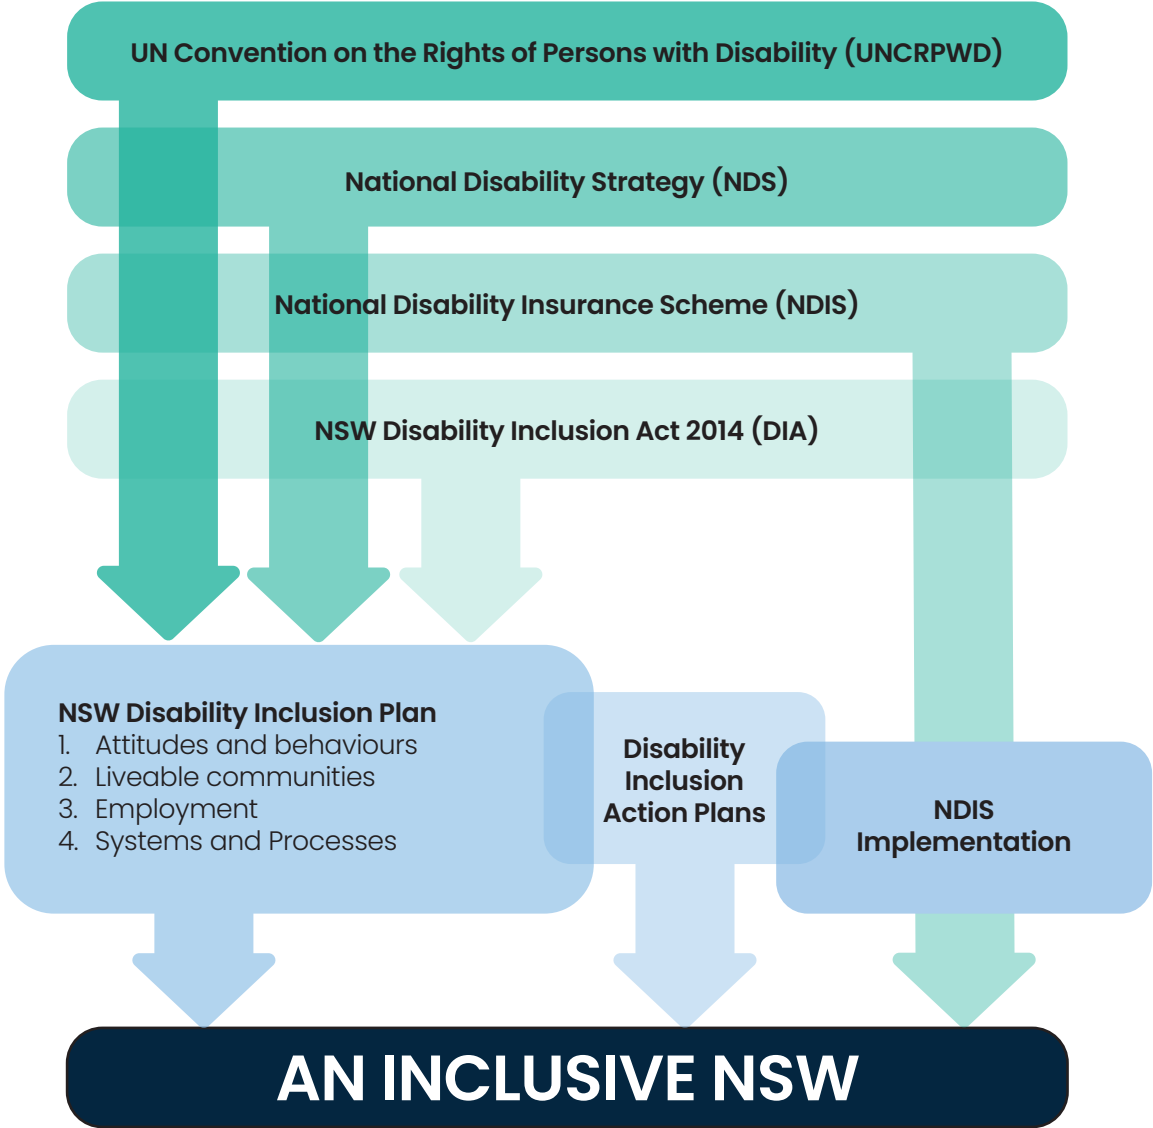 UN Convention on the Rights of Persons with Disability (UNCRPWD)
National Disability Strategy (NDS)
National Disability Insurance Scheme (NDIS)
NSW Disability Inclusion Act 2014 (DIA)
NSW Disability Inclusion Plan
1. Attitudes and behaviours
2. Liveable communities
3. Employment
4. Systems and Processes
Disability
Inclusion
Action Plans
NDIS
Implementation
AN INCLUSIVE NSW